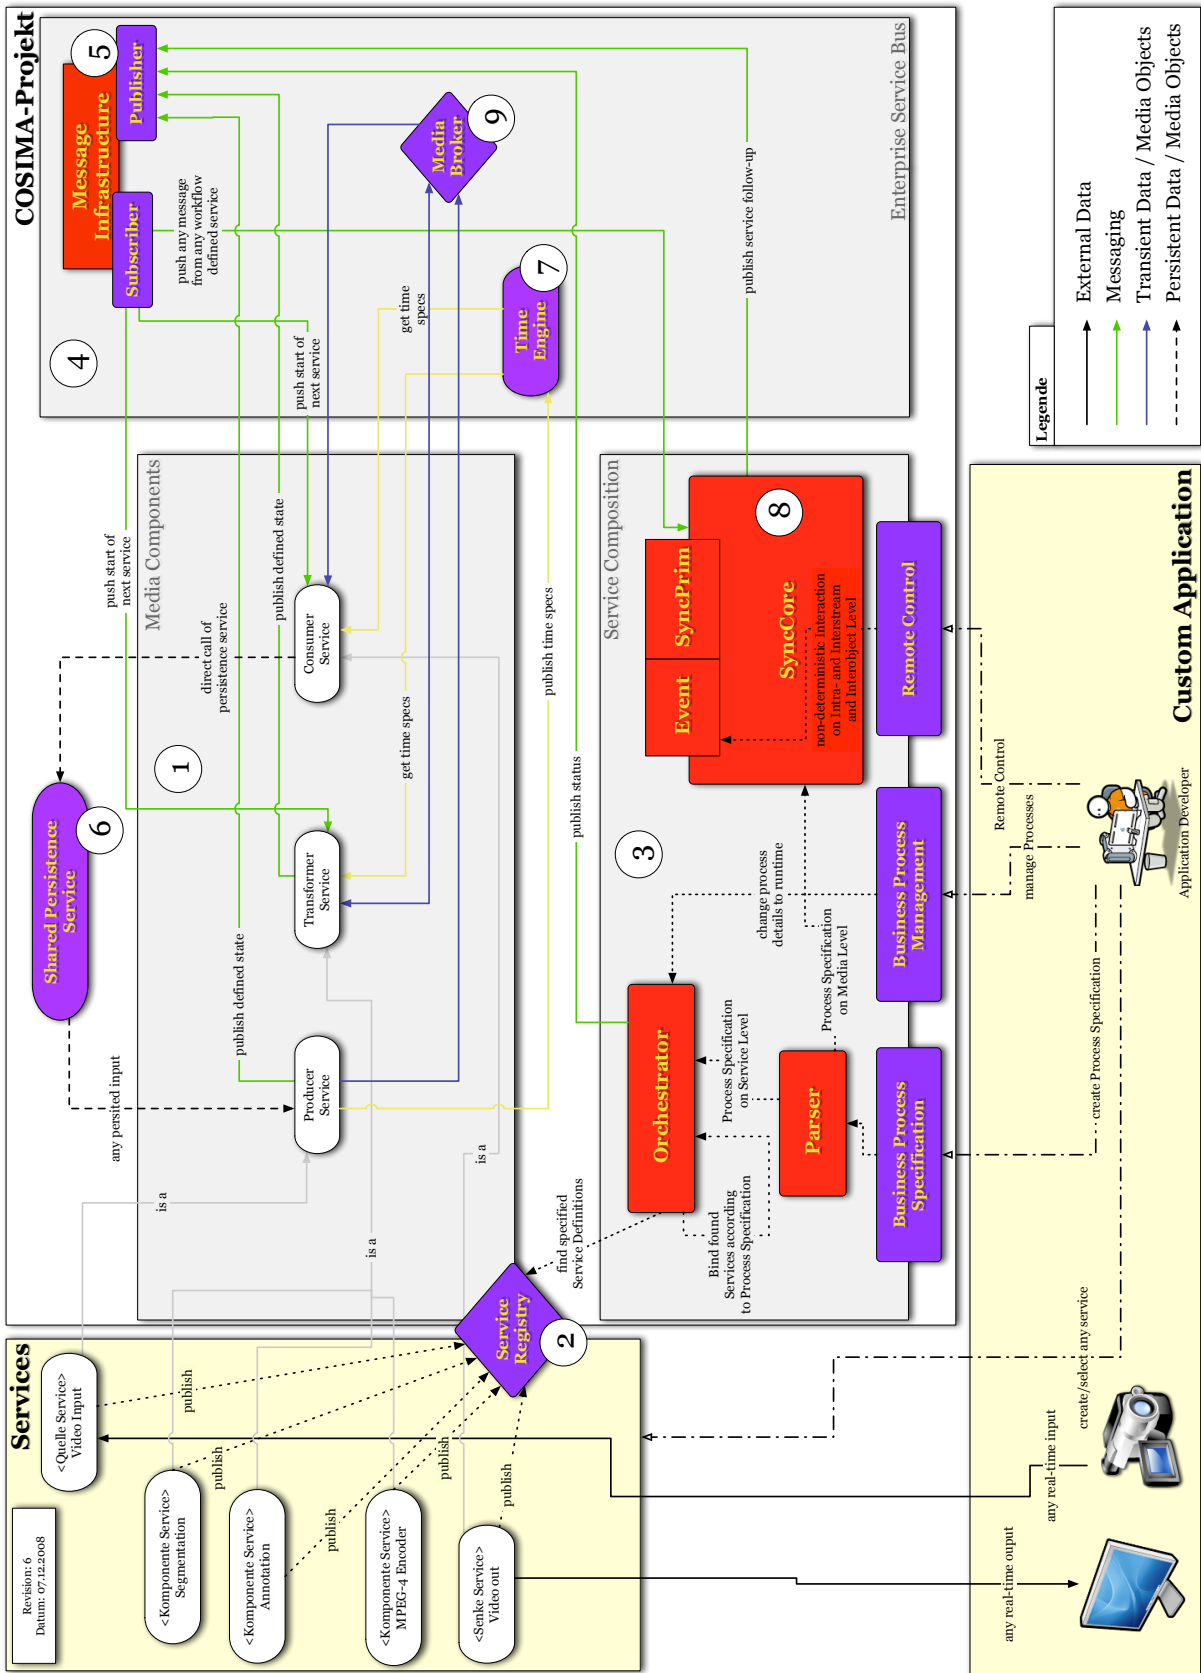 Revision: 6
Datum: 07.12.2008
Services
<Quelle Service>
Video Input
<Komponente Service>
Segmentation
<Komponente Service>
Annotation
<Komponente Service>
MPEG-4 Encoder
<Senke Service>
Video out
publish
publish
publish
publish
publish
Service
Registry
2
COSIMA-Projekt
Media Components
1
Shared Persistence
Service
6
any persited input
direct call of
persistence service
Producer
Service
Transformer
Service
Consumer
Service
is a
is a
is a
publish defined state
publish defined state
push start of
next service
push start of
next service
get time specs
get time
specs
publish time specs
4
Message
Infrastructure
5
Subscriber
Publisher
push any message
from any workflow
defined service
Media
Broker
9
Time
Engine
7
Enterprise Service Bus
publish service follow-up
publish status
Service Composition
3
find specified
Service Definitions
Orchestrator
Bind found
Services according
to Process Specification
Process Specification
on Service Level
Parser
Process Specification
on Media Level
change process
details to runtime
Event
SyncPrim
SyncCore
8
non-deterministic Interaction
on Intra- and Interstream
and Interobject Level
Business Process
Specification
Business Process
Management
Remote Control
Custom Application
any real-time ouput
any real-time input
create/select any service
create Process Specification
manage Processes
Remote Control
Application Developer
Legende
External Data
Messaging
Transient Data / Media Objects
Persistent Data / Media Objects